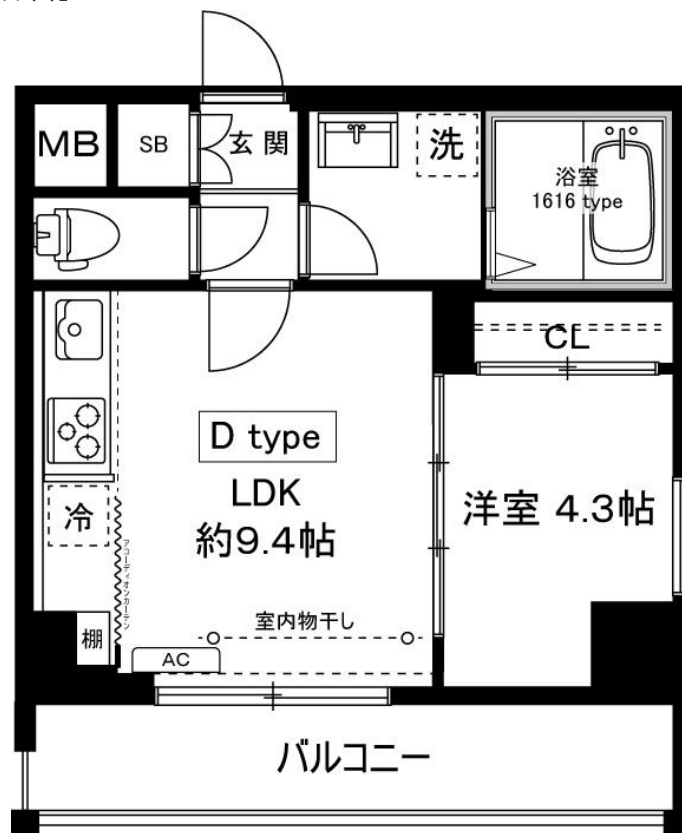 MB
SB
玄関
洗
浴室
1616 type
CL
D type
LDK
約9.4帖
洋室 4.3帖
冷
アコーディオンカーテン
棚
室内物干し
AC
バルコニー